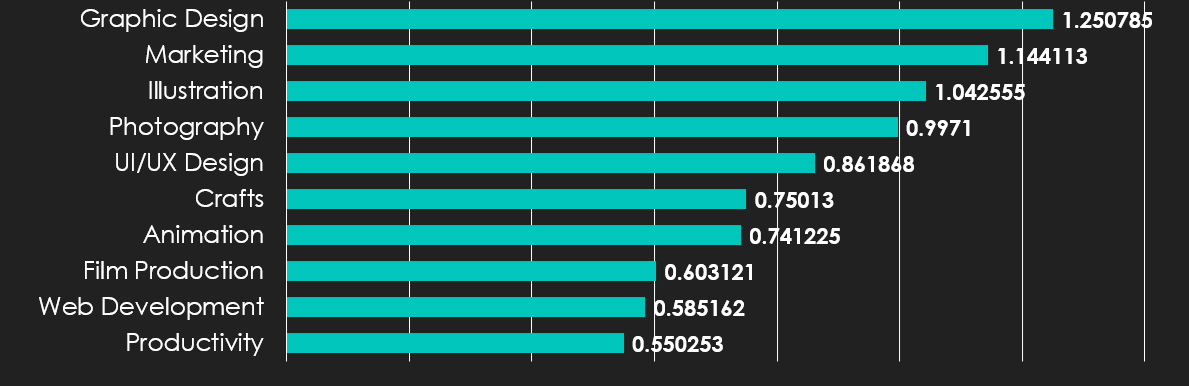 Graphic Design 1.250785
Marketing 1.144113
Illustration 1.042555
Photography 0.9971
UI/UX Design 0.861868
Crafts 0.75013
Animation 0.741225
Film Production 0.603121
Web Development 0.585162
Productivity 0.550253